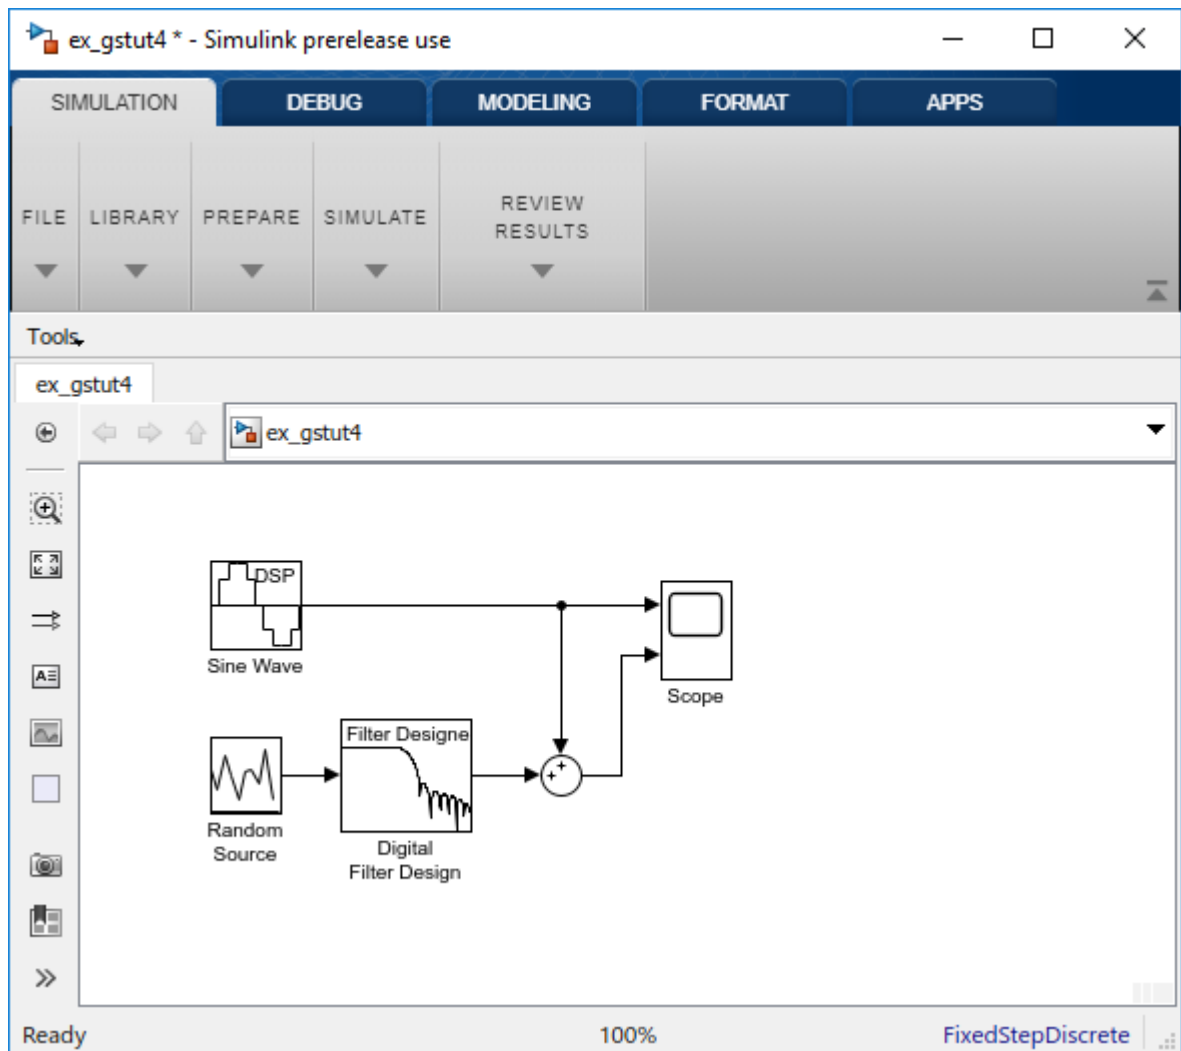 ex_gstut4 * - Simulink prerelease use
SIMULATION
DEBUG
MODELING
FORMAT
APPS
FILE
LIBRARY
PREPARE
SIMULATE
REVIEW
RESULTS
Tools
ex_gstut4
ex_gstut4
DSP
Sine Wave
Scope
Filter Designe
Random
Source
Digital
Filter Design
Ready
100%
FixedStepDiscrete